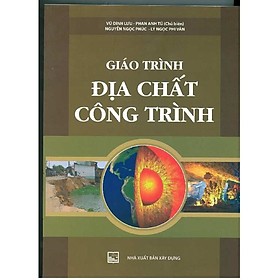 VŨ ĐÌNH LƯU - PHAN ANH TÚ (Chủ biên)
NGUYỄN NGỌC PHÚC - LÝ NGỌC PHI VÂN
GIÁO TRÌNH
ĐỊA CHẤT
CÔNG TRÌNH
NHÀ XUẤT BẢN XÂY DỰNG